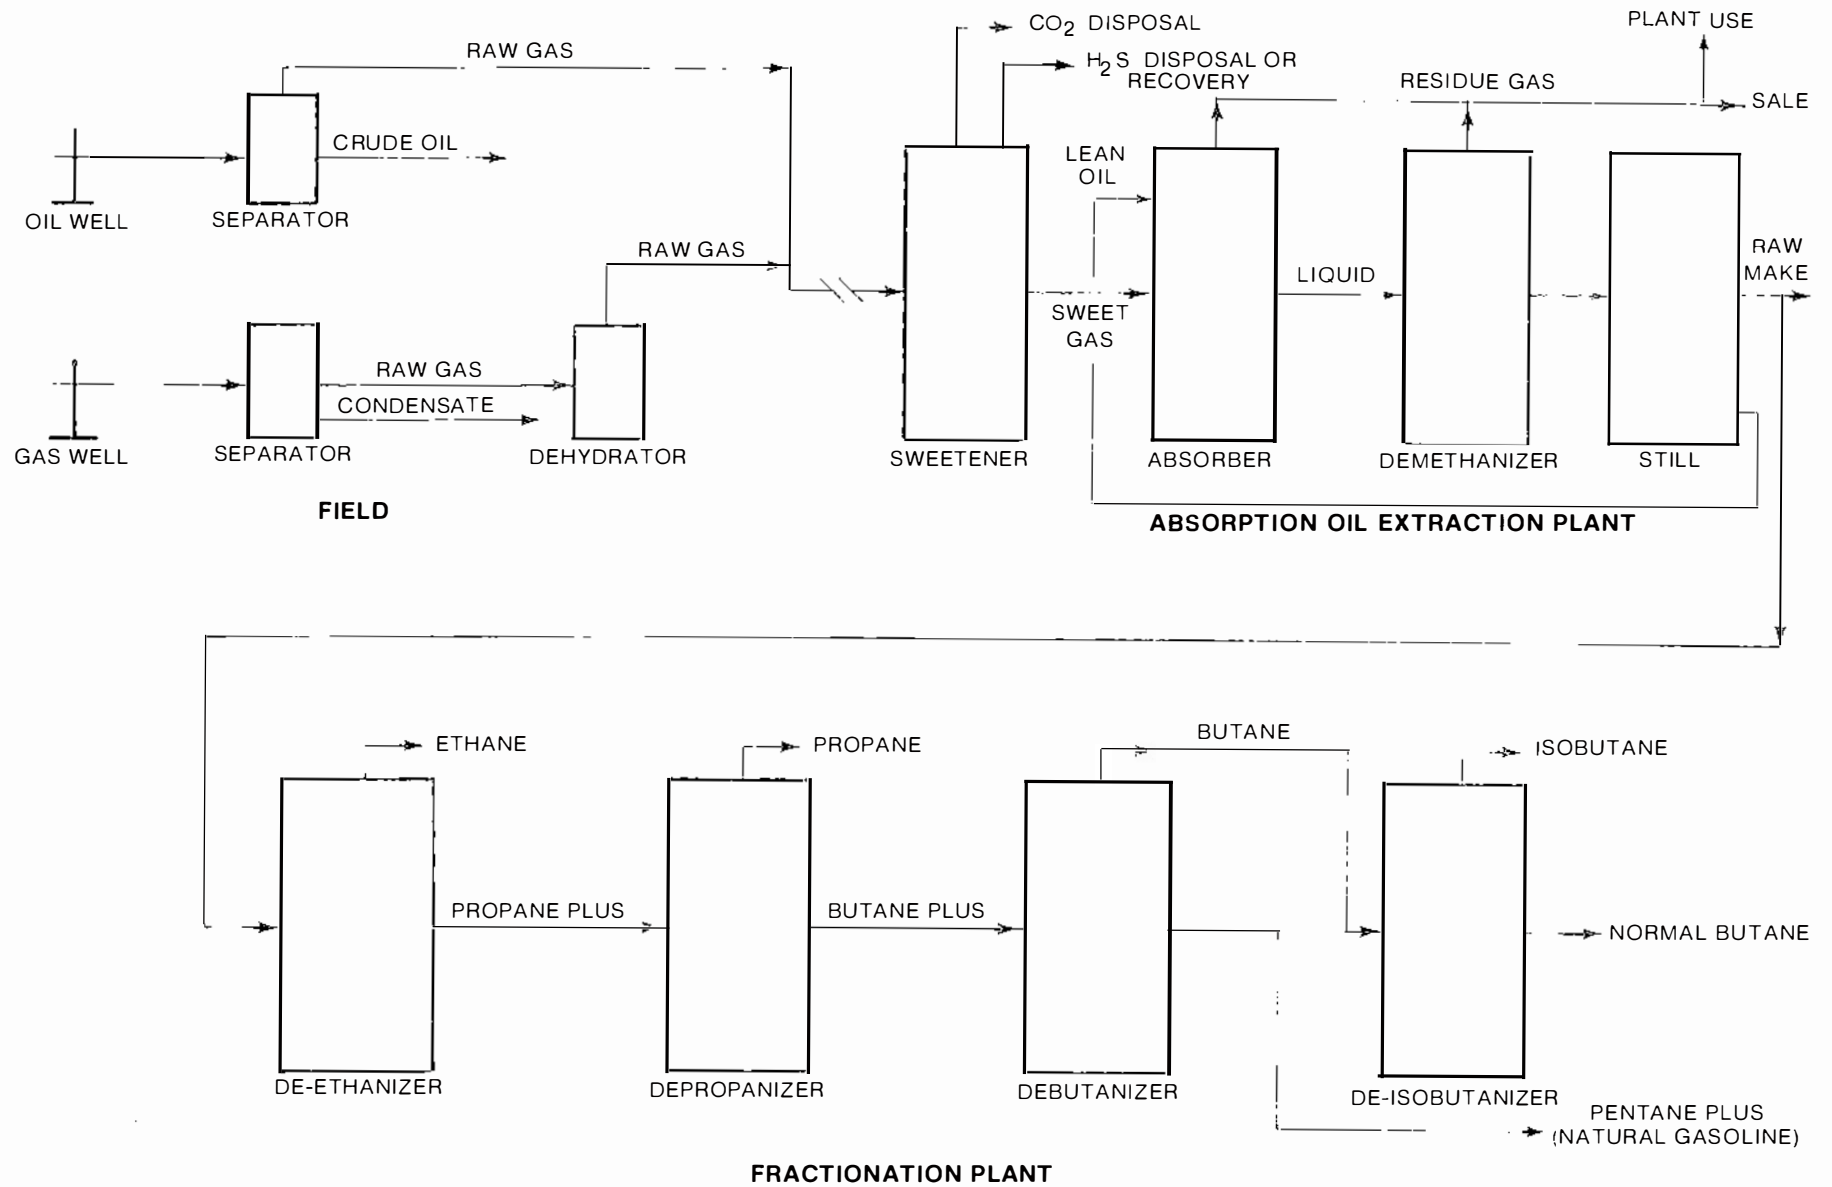 CO2 DISPOSAL
PLANT USE
RAW GAS
H2S DISPOSAL OR
RECOVERY
RESIDUE GAS
SALE
CRUDE OIL
LEAN
OIL
OIL WELL
SEPARATOR
RAW GAS
RAW
MAKE
LIQUID
SWEET
GAS
RAW GAS
CONDENSATE
GAS WELL
SEPARATOR
DEHYDRATOR
SWEETENER
ABSORBER
DEMETHANIZER
STILL
FIELD
ABSORPTION OIL EXTRACTION PLANT
ETHANE
PROPANE
BUTANE
ISOBUTANE
PROPANE PLUS
BUTANE PLUS
NORMAL BUTANE
DE-ETHANIZER
DEPROPANIZER
DEBUTANIZER
DE-ISOBUTANIZER
PENTANE PLUS
(NATURAL GASOLINE)
FRACTIONATION PLANT